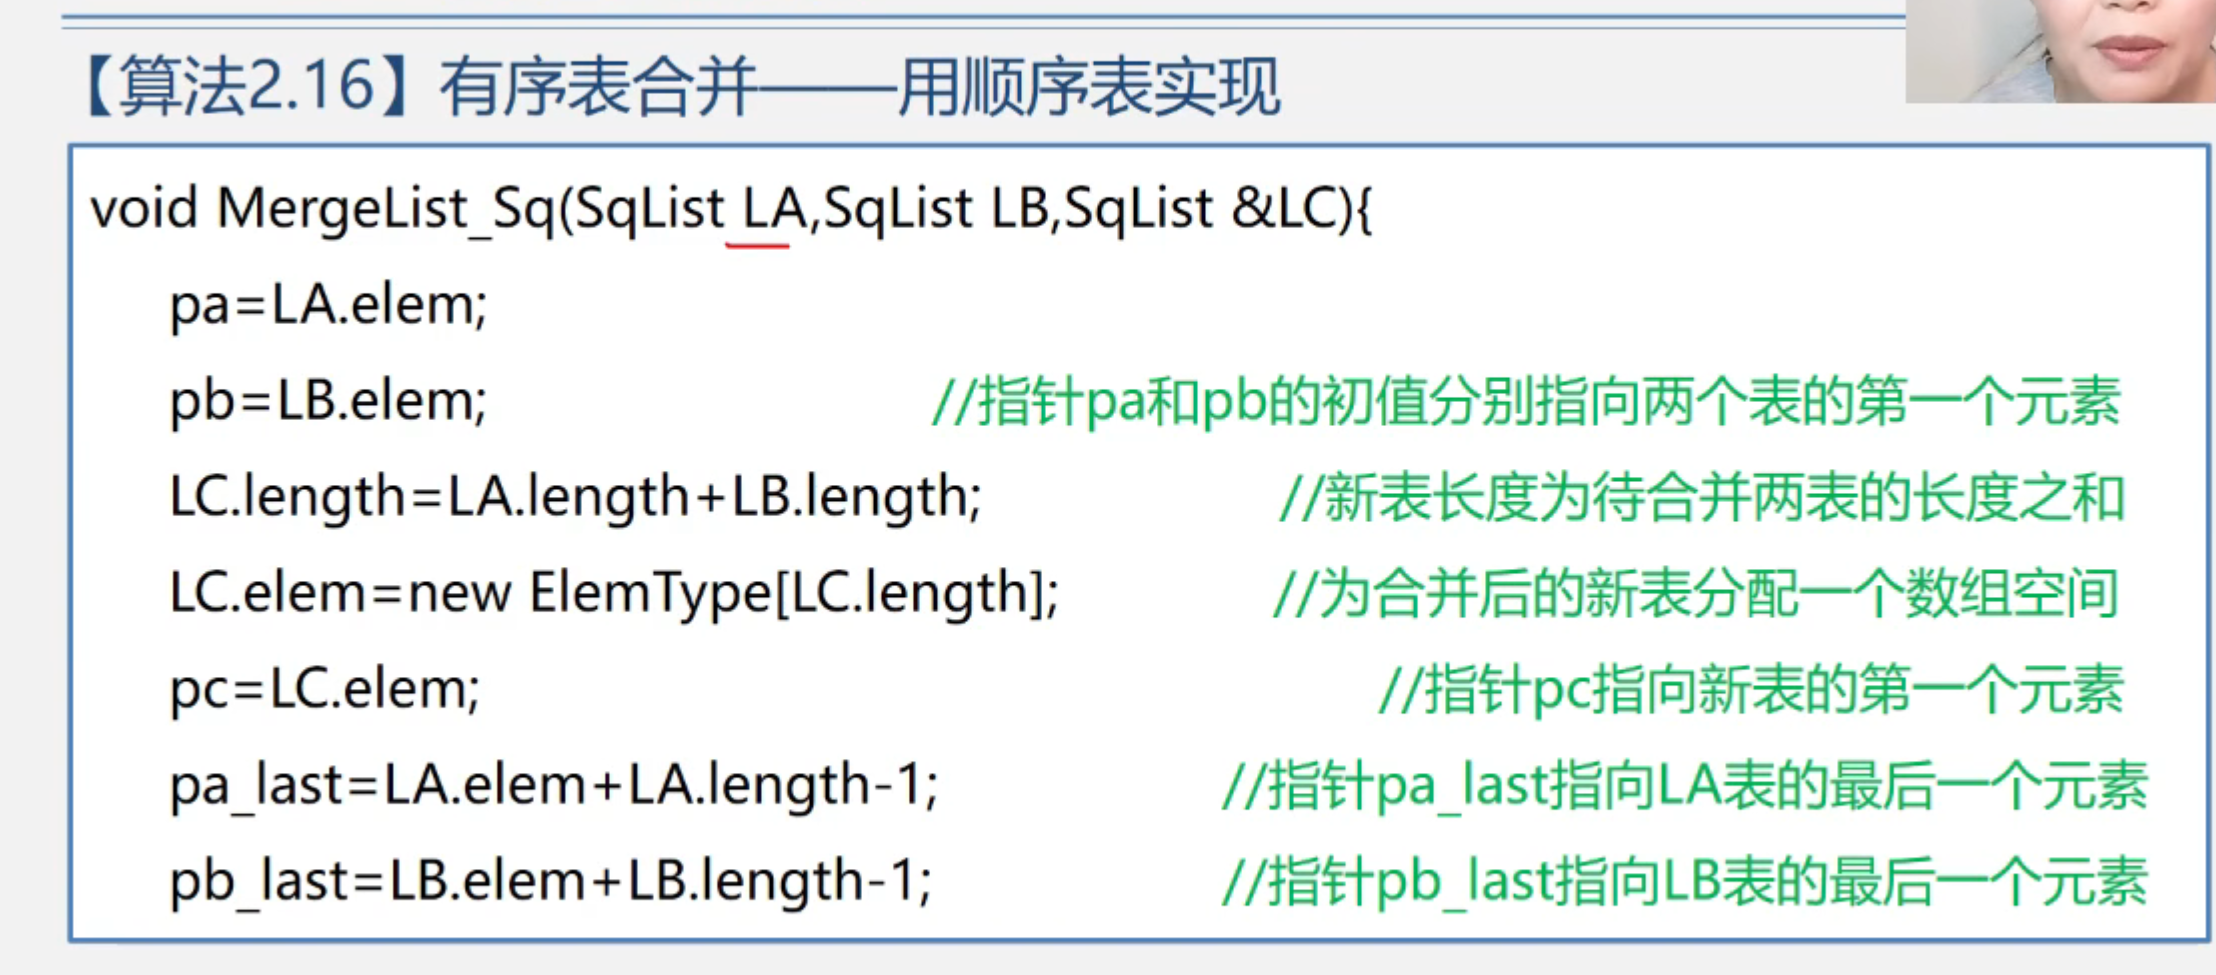 【算法2.16】有序表合并——用顺序表实现
void MergeList_Sq(SqList LA,SqList LB,SqList &LC){
pa=LA.elem;
pb=LB.elem; //指针pa和pb的初值分别指向两个表的第一个元素
LC.length=LA.length+LB.length; //新表长度为待合并两表的长度之和
LC.elem=new ElemType[LC.length]; //为合并后的新表分配一个数组空间
pc=LC.elem; //指针pc指向新表的第一个元素
pa_last=LA.elem+LA.length-1; //指针pa_last指向LA表的最后一个元素
pb_last=LB.elem+LB.length-1; //指针pb_last指向LB表的最后一个元素